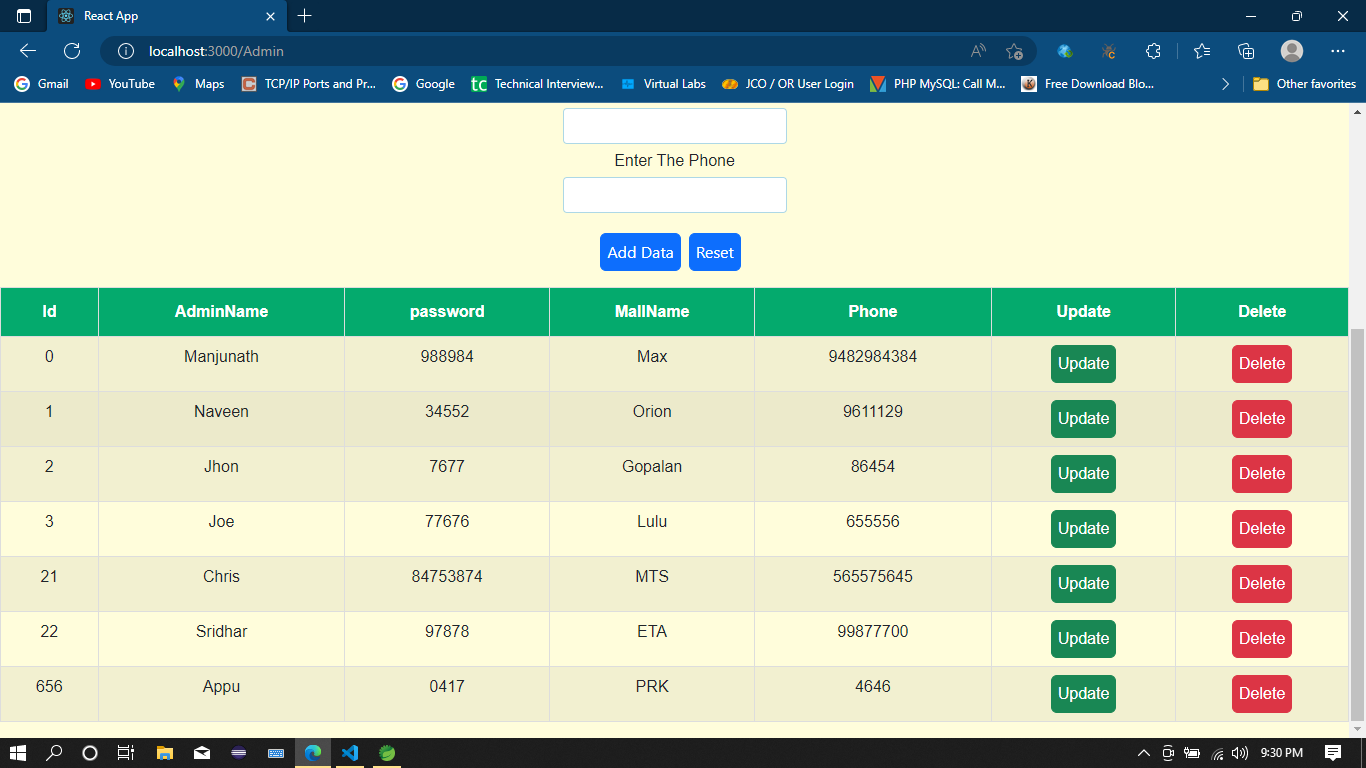 React App
localhost:3000/Admin
Gmail YouTube Maps TCP/IP Ports and Pr... Google Technical Interview... Virtual Labs JCO / OR User Login PHP MySQL: Call M... Free Download Blo... Other favorites
Enter The Phone
Add Data Reset
Id AdminName password MallName Phone Update Delete
0 Manjunath 988984 Max 9482984384 Update Delete
1 Naveen 34552 Orion 9611129 Update Delete
2 Jhon 7677 Gopalan 86454 Update Delete
3 Joe 77676 Lulu 655556 Update Delete
21 Chris 84753874 MTS 565575645 Update Delete
22 Sridhar 97878 ETA 99877700 Update Delete
656 Appu 0417 PRK 4646 Update Delete
9:30 PM